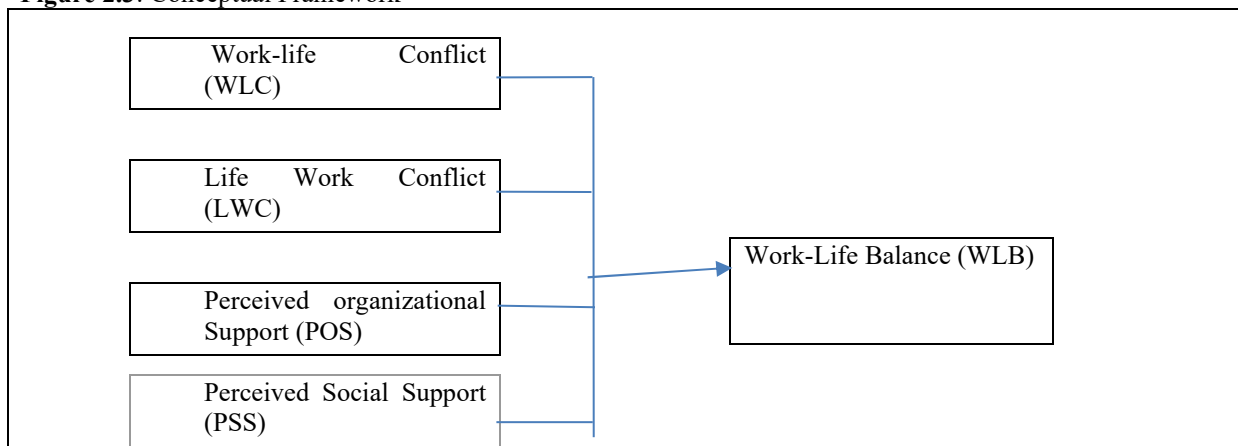 Figure 2.3: Conceptual Framework
Work-life Conflict
(WLC)
Life Work Conflict
(LWC)
Perceived organizational
Support (POS)
Perceived Social Support
(PSS)
Work-Life Balance (WLB)